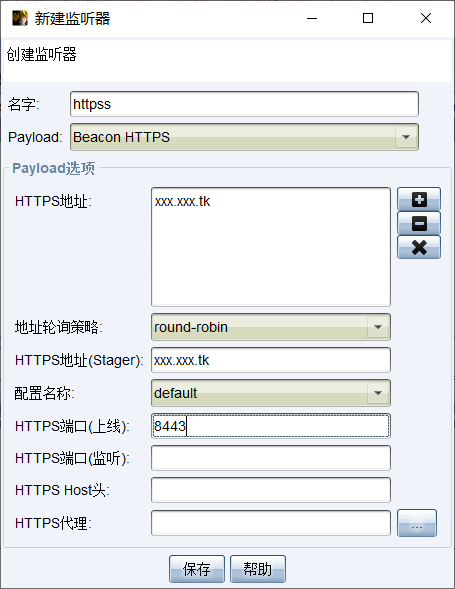 新建监听器
创建监听器
名字: httpss
Payload: Beacon HTTPS
Payload选项
HTTPS地址: xxx.xxx.tk
地址轮询策略: round-robin
HTTPS地址(Stager): xxx.xxx.tk
配置名称: default
HTTPS端口(上线): 8443
HTTPS端口(监听):
HTTPS Host头:
HTTPS代理: ...
保存 帮助